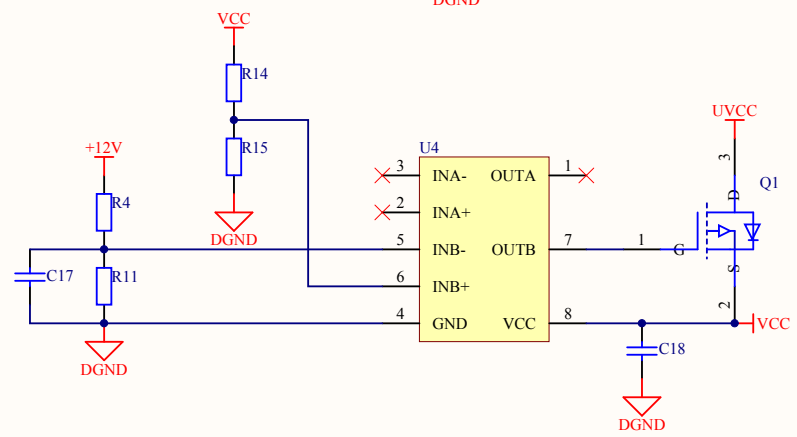 DGND
VCC
R14
R15
DGND
+12V
R4
R11
C17
DGND
U4
3 INA- OUTA 1
2 INA+
5 INB- OUTB 7
6 INB+
4 GND VCC 8
UVCC
3
D
Q1
1 G
S
2
VCC
C18
DGND